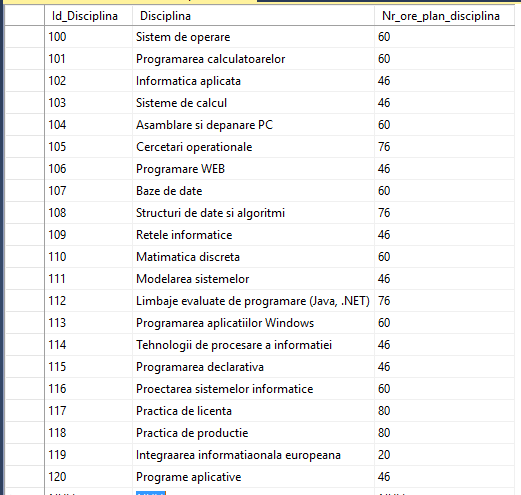 Id_Disciplina Disciplina Nr_ore_plan_disciplina
100 Sistem de operare 60
101 Programarea calculatoarelor 60
102 Informatica aplicata 46
103 Sisteme de calcul 46
104 Asamblare si depanare PC 60
105 Cercetari operationale 76
106 Programare WEB 46
107 Baze de date 60
108 Structuri de date si algoritmi 76
109 Retele informatice 46
110 Matimatica discreta 60
111 Modelarea sistemelor 46
112 Limbaje evaluate de programare (Java, .NET) 76
113 Programarea aplicatiilor Windows 60
114 Tehnologii de procesare a informatiei 46
115 Programarea declarativa 46
116 Proectarea sistemelor informatice 60
117 Practica de licenta 80
118 Practica de productie 80
119 Integraarea informatiaonala europeana 20
120 Programe aplicative 46